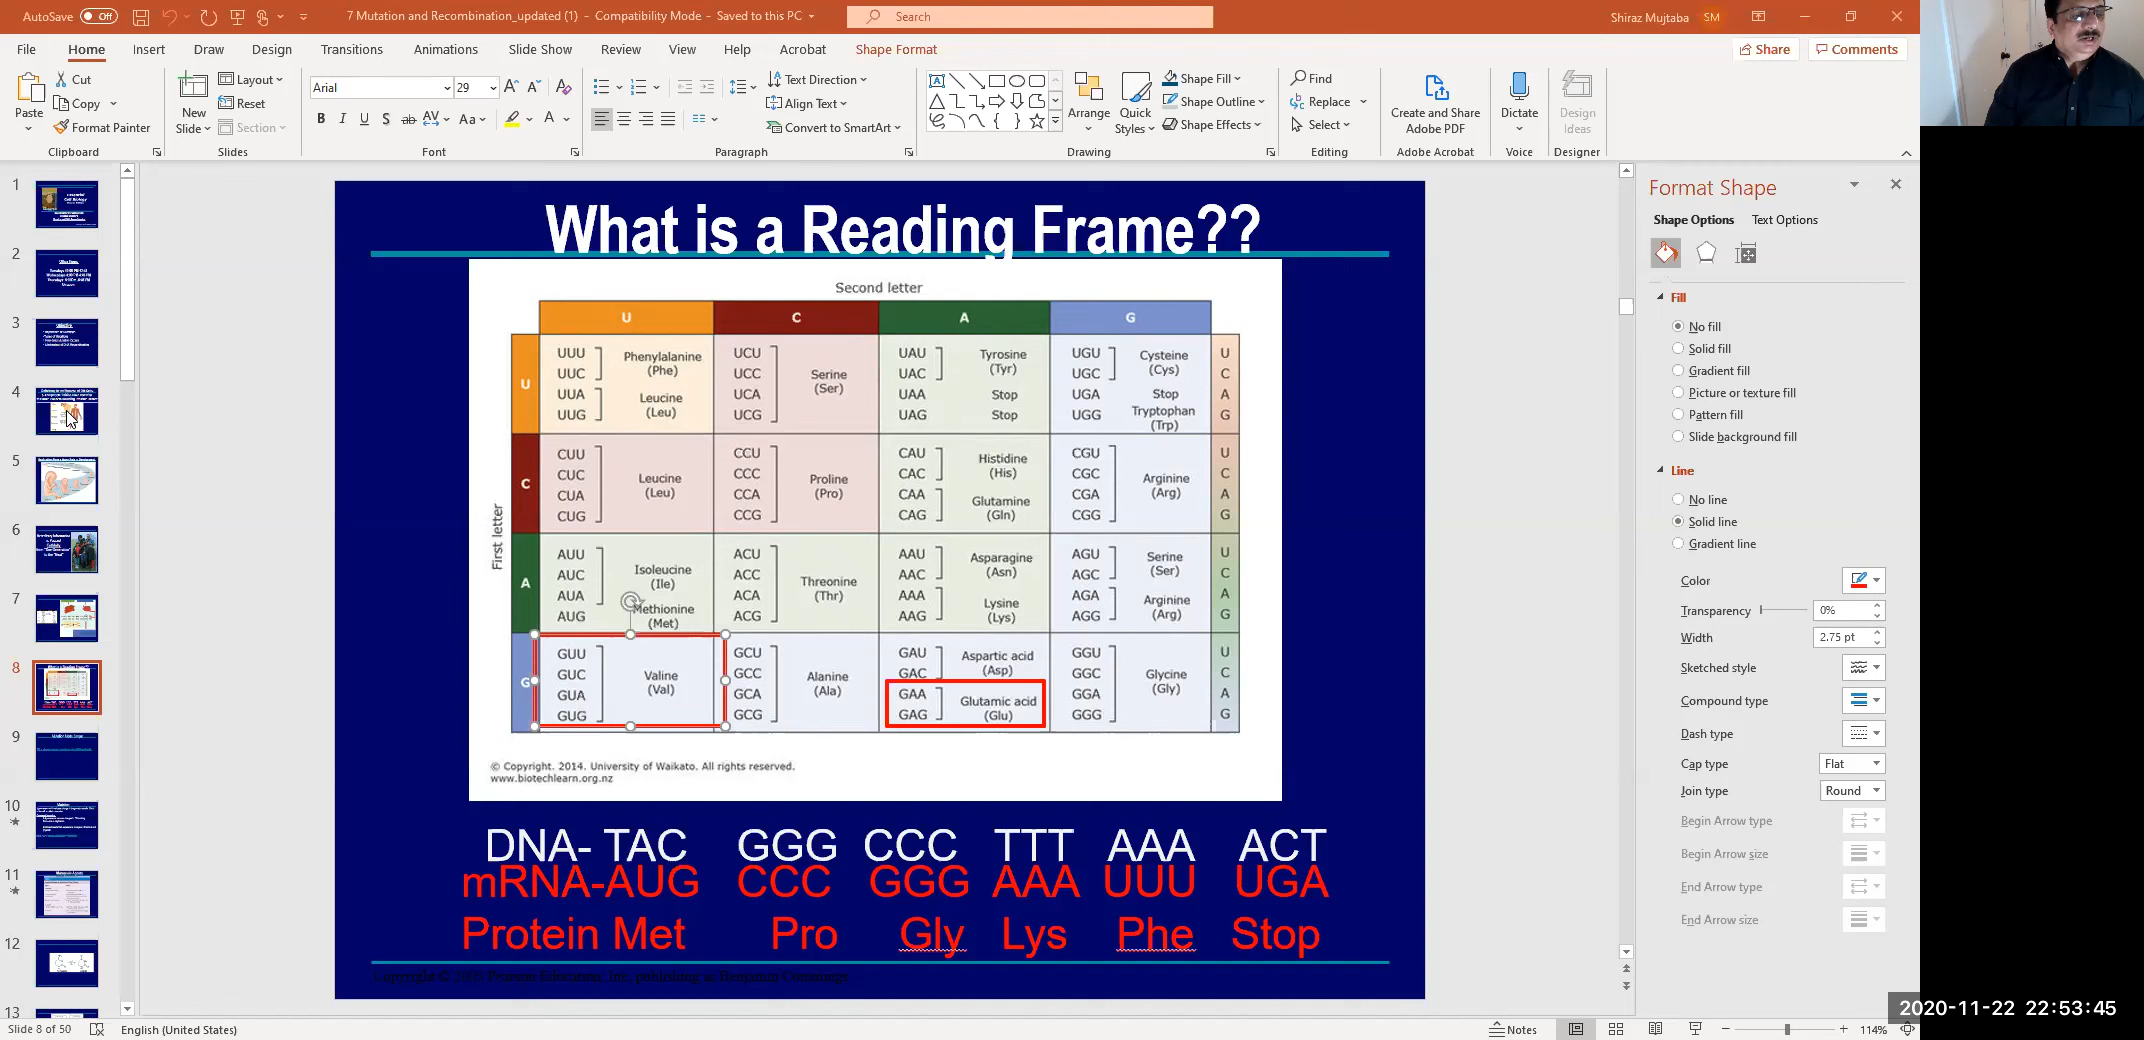 AutoSave Off 7 Mutation and Recombination_updated (1) - Compatibility Mode - Saved to this PC Search Shiraz Mujtaba SM
File Home Insert Draw Design Transitions Animations Slide Show Review View Help Acrobat Shape Format Share Comments
Paste Cut Copy Format Painter Clipboard
New Slide Layout Reset Section Slides
Arial 29 B I U S ab AV Aa A Font
Text Direction Align Text Convert to SmartArt Paragraph
Arrange Quick Styles Shape Fill Shape Outline Shape Effects Drawing
Find Replace Select Editing
Create and Share Adobe PDF Adobe Acrobat
Dictate Voice
Design Ideas Designer
1
2
3
4
5
6
7
8
9
10
11
12
13
What is a Reading Frame??
Second letter
U C A G
First letter
U
UUU UUC Phenylalanine (Phe)
UUA UUG Leucine (Leu)
UCU UCC UCA UCG Serine (Ser)
UAU UAC Tyrosine (Tyr)
UAA Stop
UAG Stop
UGU UGC Cysteine (Cys)
UGA Stop
UGG Tryptophan (Trp)
U C A G
C
CUU CUC CUA CUG Leucine (Leu)
CCU CCC CCA CCG Proline (Pro)
CAU CAC Histidine (His)
CAA CAG Glutamine (Gln)
CGU CGC CGA CGG Arginine (Arg)
U C A G
A
AUU AUC AUA Isoleucine (Ile)
AUG Methionine (Met)
ACU ACC ACA ACG Threonine (Thr)
AAU AAC Asparagine (Asn)
AAA AAG Lysine (Lys)
AGU AGC Serine (Ser)
AGA AGG Arginine (Arg)
U C A G
G
GUU GUC GUA GUG Valine (Val)
GCU GCC GCA GCG Alanine (Ala)
GAU GAC Aspartic acid (Asp)
GAA GAG Glutamic acid (Glu)
GGU GGC GGA GGG Glycine (Gly)
U C A G
© Copyright. 2014. University of Waikato. All rights reserved.
www.biotechlearn.org.nz
DNA- TAC GGG CCC TTT AAA ACT
mRNA-AUG CCC GGG AAA UUU UGA
Protein Met Pro Gly Lys Phe Stop
Format Shape
Shape Options Text Options
Fill
No fill
Solid fill
Gradient fill
Picture or texture fill
Pattern fill
Slide background fill
Line
No line
Solid line
Gradient line
Color
Transparency 0%
Width 2.75 pt
Sketched style
Compound type
Dash type
Cap type Flat
Join type Round
Begin Arrow type
Begin Arrow size
End Arrow type
End Arrow size
2020-11-22 22:53:45
Slide 8 of 50 English (United States) Notes 114%